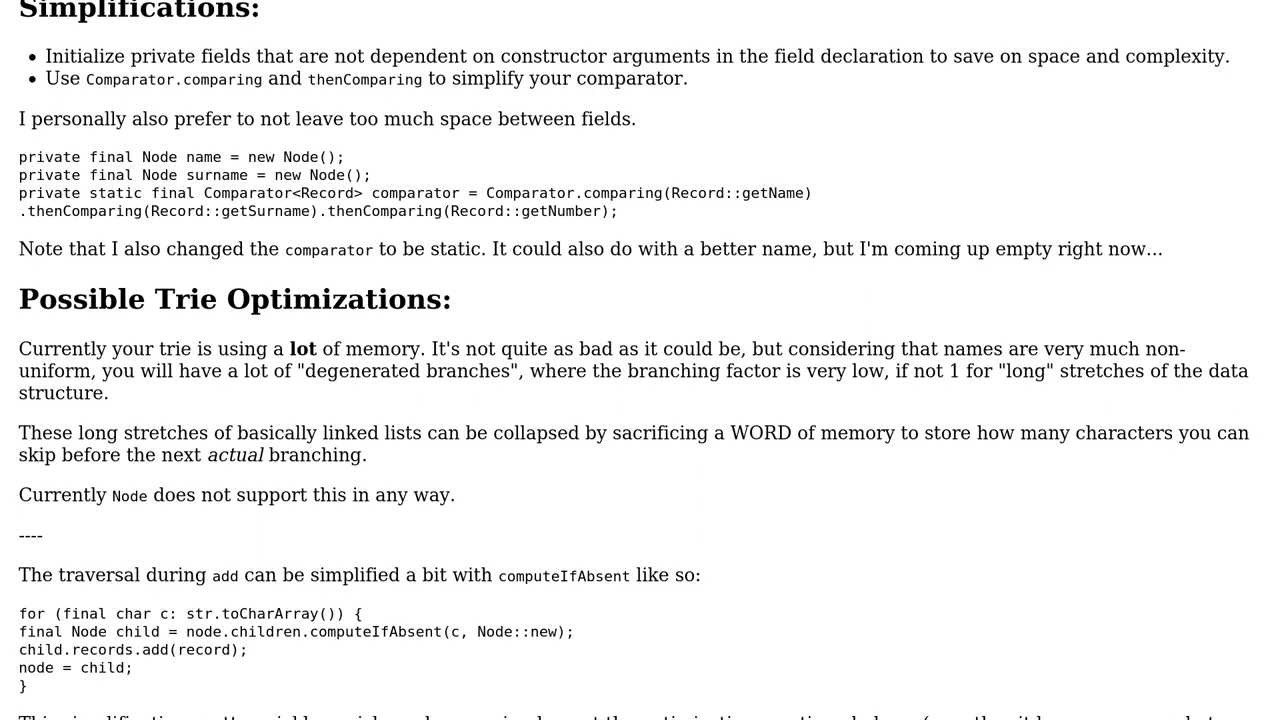 Simplifications:
• Initialize private fields that are not dependent on constructor arguments in the field declaration to save on space and complexity.
• Use Comparator.comparing and thenComparing to simplify your comparator.
I personally also prefer to not leave too much space between fields.
private final Node name = new Node();
private final Node surname = new Node();
private static final Comparator<Record> comparator = Comparator.comparing(Record::getName)
.thenComparing(Record::getSurname).thenComparing(Record::getNumber);
Note that I also changed the comparator to be static. It could also do with a better name, but I'm coming up empty right now...
Possible Trie Optimizations:
Currently your trie is using a lot of memory. It's not quite as bad as it could be, but considering that names are very much non-
uniform, you will have a lot of "degenerated branches", where the branching factor is very low, if not 1 for "long" stretches of the data
structure.
These long stretches of basically linked lists can be collapsed by sacrificing a WORD of memory to store how many characters you can
skip before the next actual branching.
Currently Node does not support this in any way.
----
The traversal during add can be simplified a bit with computeIfAbsent like so:
for (final char c: str.toCharArray()) {
final Node child = node.children.computeIfAbsent(c, Node::new);
child.records.add(record);
node = child;
}